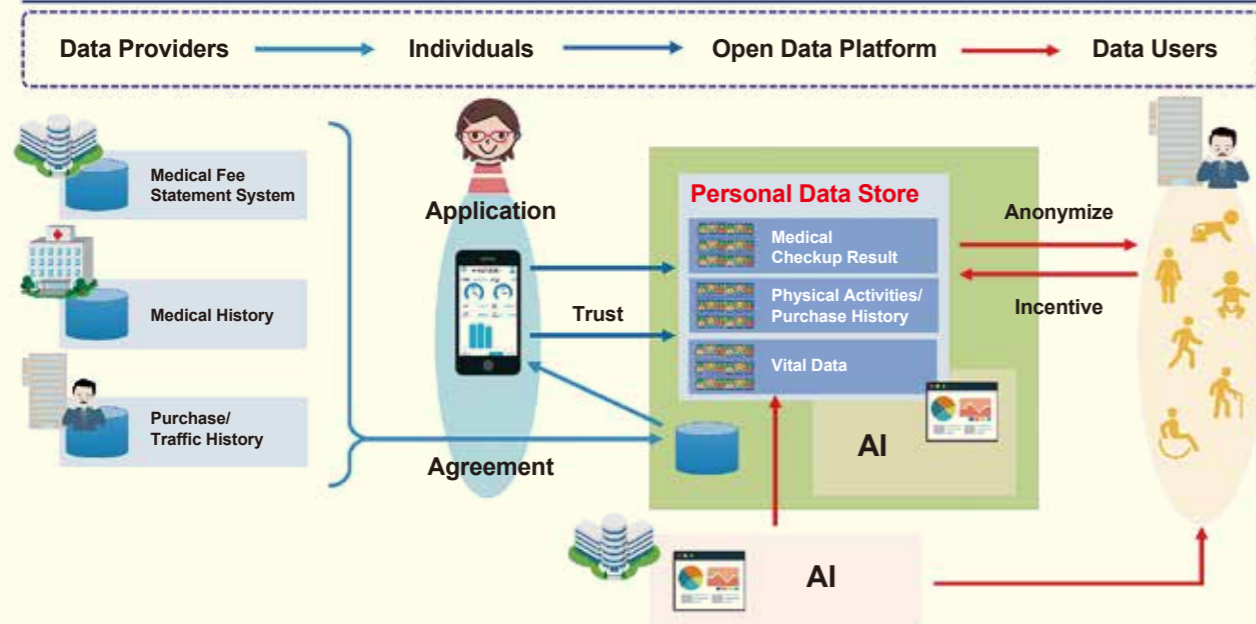 Data Providers
Individuals
Open Data Platform
Data Users
Medical Fee
Statement System
Medical History
Purchase/
Traffic History
Application
Trust
Agreement
Personal Data Store
Medical
Checkup Result
Physical Activities/
Purchase History
Vital Data
AI
Anonymize
Incentive
AI